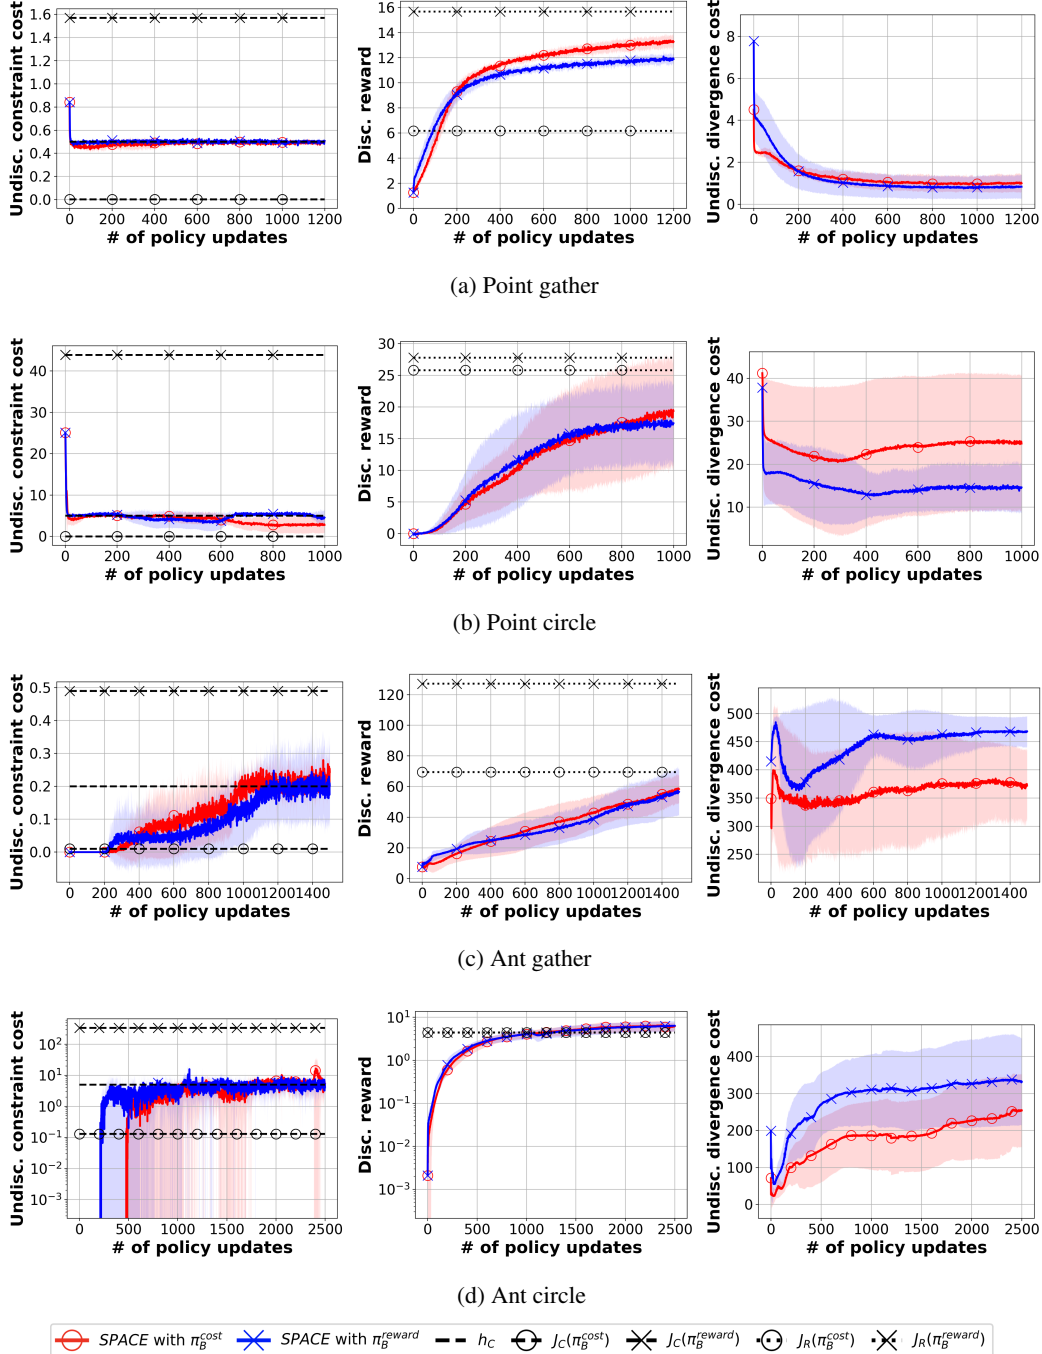 Undisc. constraint cost
1.6
1.4
1.2
1.0
0.8
0.6
0.4
0.2
0.0
0 200 400 600 800 1000 1200
# of policy updates
Disc. reward
16
14
12
10
8
6
4
2
0
0 200 400 600 800 1000 1200
# of policy updates
Undisc. divergence cost
8
6
4
2
0
0 200 400 600 800 1000 1200
# of policy updates
(a) Point gather
Undisc. constraint cost
40
30
20
10
0
0 200 400 600 800 1000
# of policy updates
Disc. reward
30
25
20
15
10
5
0
0 200 400 600 800 1000
# of policy updates
Undisc. divergence cost
40
30
20
10
0 200 400 600 800 1000
# of policy updates
(b) Point circle
Undisc. constraint cost
0.5
0.4
0.3
0.2
0.1
0.0
0 200 400 600 800 1000 1200 1400
# of policy updates
Disc. reward
120
100
80
60
40
20
0
0 200 400 600 800 1000 1200 1400
# of policy updates
Undisc. divergence cost
500
450
400
350
300
250
0 200 400 600 800 1000 1200 1400
# of policy updates
(c) Ant gather
Undisc. constraint cost
10²
10¹
10⁰
10⁻¹
10⁻²
10⁻³
0 500 1000 1500 2000 2500
# of policy updates
Disc. reward
10¹
10⁰
10⁻¹
10⁻²
10⁻³
0 500 1000 1500 2000 2500
# of policy updates
Undisc. divergence cost
400
300
200
100
0
0 500 1000 1500 2000 2500
# of policy updates
(d) Ant circle
SPACE with π_B^cost SPACE with π_B^reward h_C J_C(π_B^cost) J_C(π_B^reward) J_R(π_B^cost) J_R(π_B^reward)